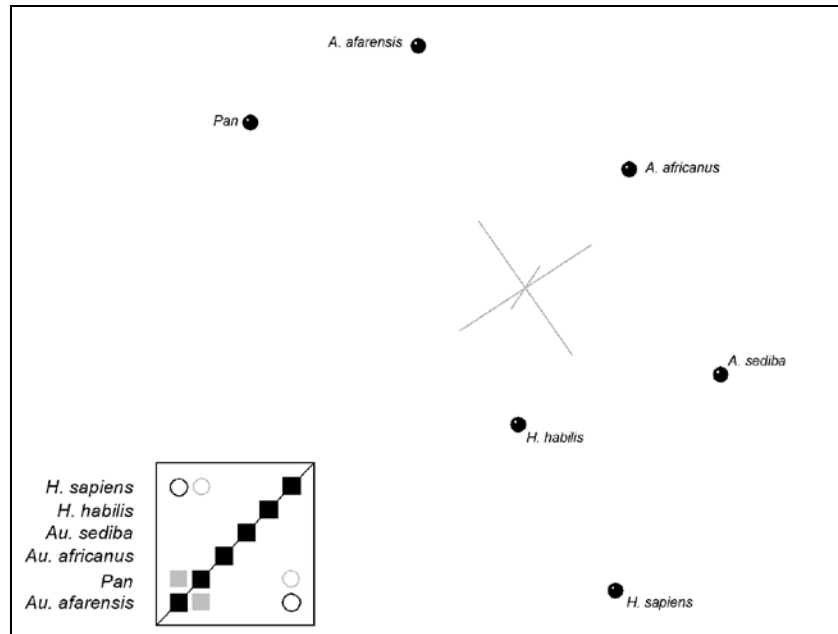 A. afarensis
Pan
A. africanus
A. sediba
H. habilis
H. sapiens
H. sapiens
H. habilis
Au. sediba
Au. africanus
Pan
Au. afarensis